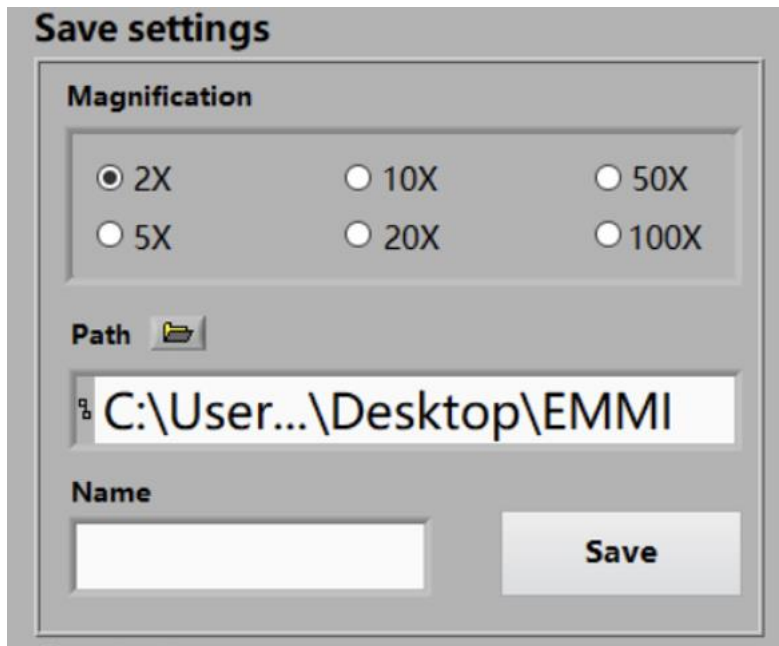 Save settings
Magnification
2X 10X 50X
5X 20X 100X
Path
C:\User...\Desktop\EMMI
Name
Save